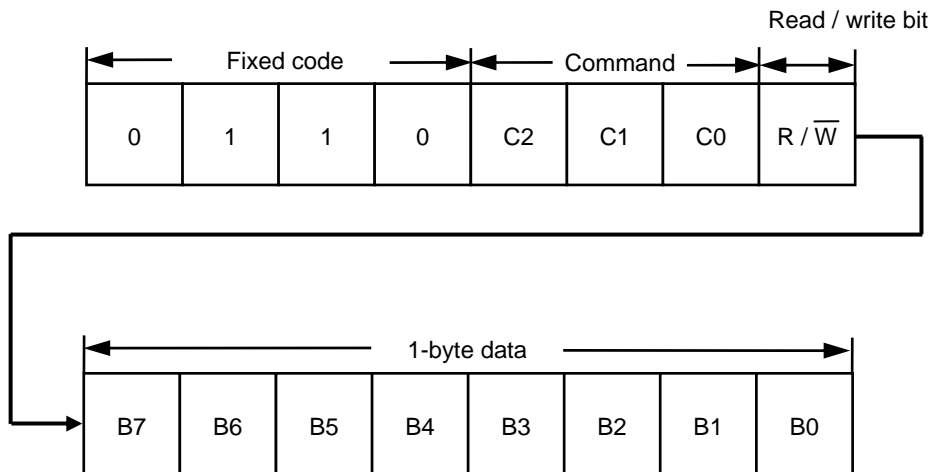 Read / write bit
Fixed code Command
0 1 1 0 C2 C1 C0 R / W̅
1-byte data
B7 B6 B5 B4 B3 B2 B1 B0